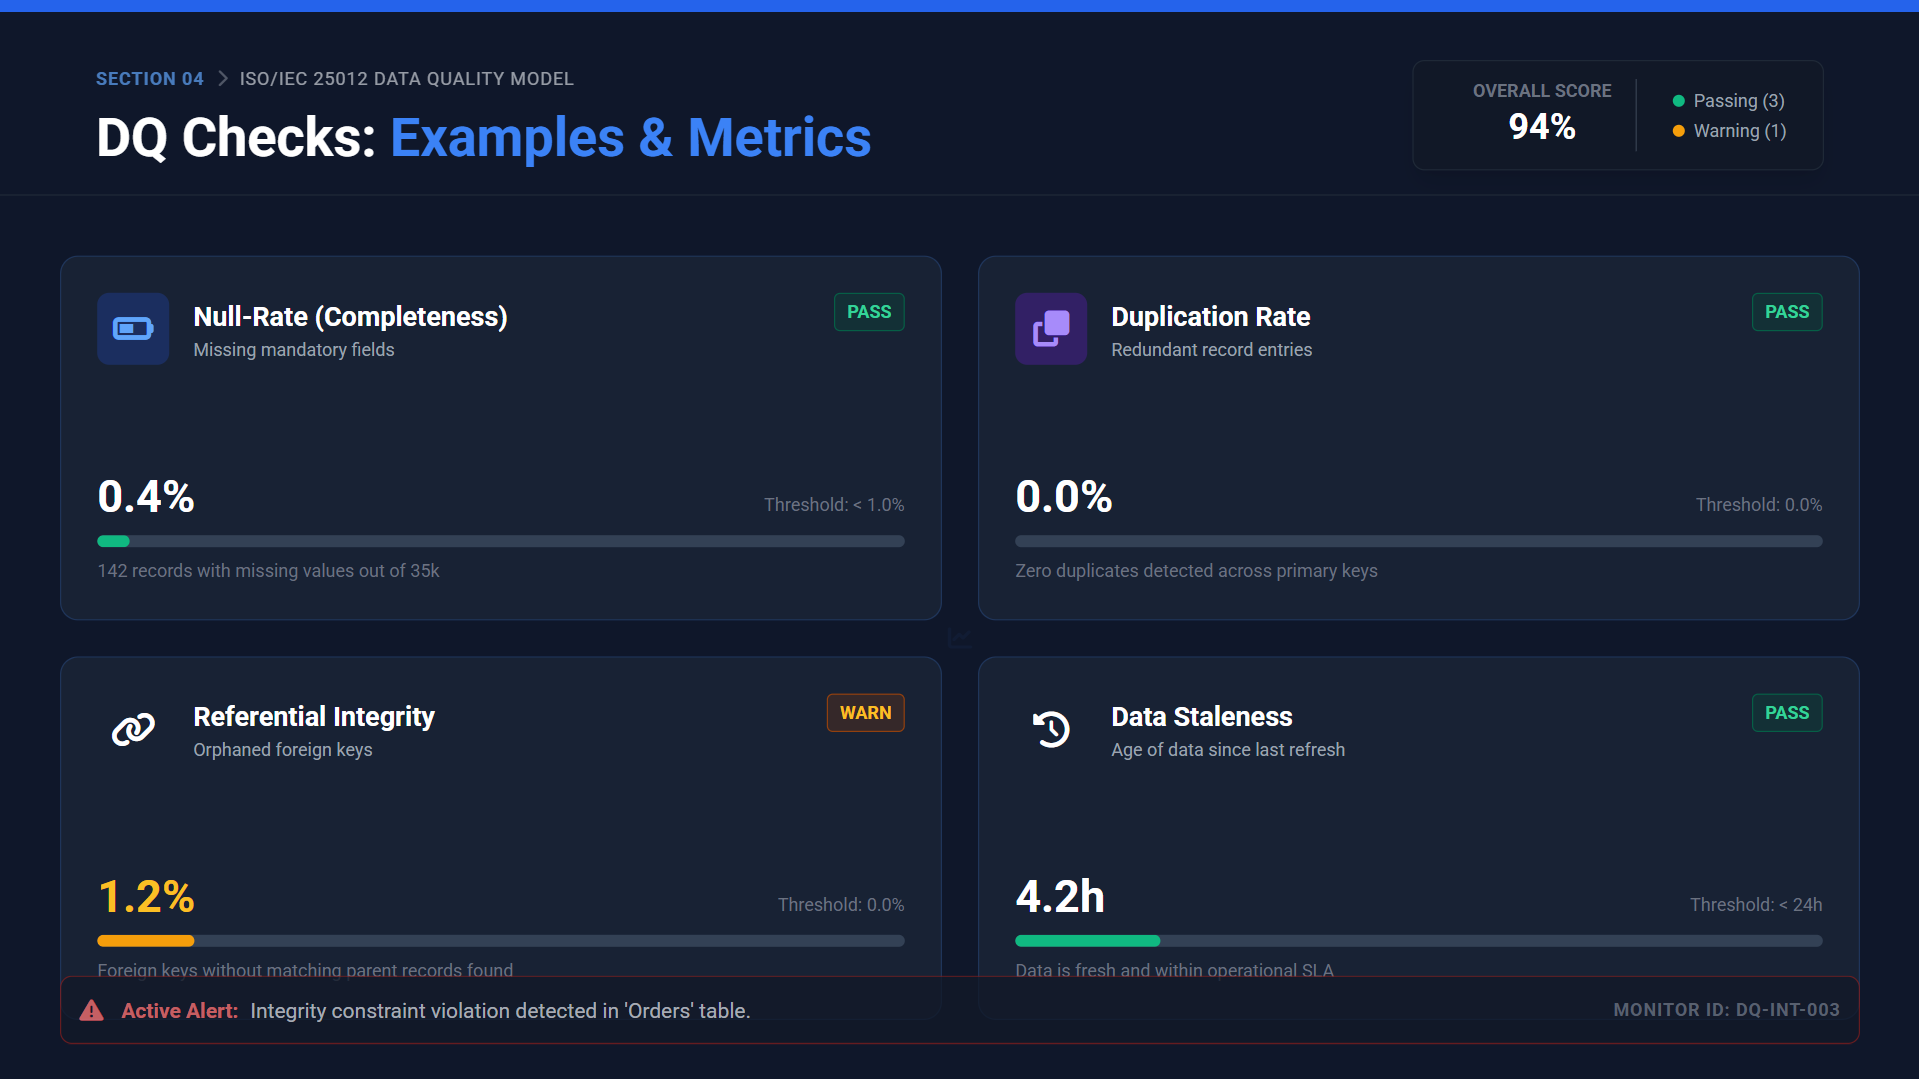 SECTION 04 > ISO/IEC 25012 DATA QUALITY MODEL
DQ Checks: Examples & Metrics
OVERALL SCORE
94%
Passing (3)
Warning (1)
Null-Rate (Completeness)
Missing mandatory fields
PASS
0.4%
Threshold: < 1.0%
142 records with missing values out of 35k
Duplication Rate
Redundant record entries
PASS
0.0%
Threshold: 0.0%
Zero duplicates detected across primary keys
Referential Integrity
Orphaned foreign keys
WARN
1.2%
Threshold: 0.0%
Foreign keys without matching parent records found
Data Staleness
Age of data since last refresh
PASS
4.2h
Threshold: < 24h
Data is fresh and within operational SLA
Active Alert: Integrity constraint violation detected in 'Orders' table.
MONITOR ID: DQ-INT-003